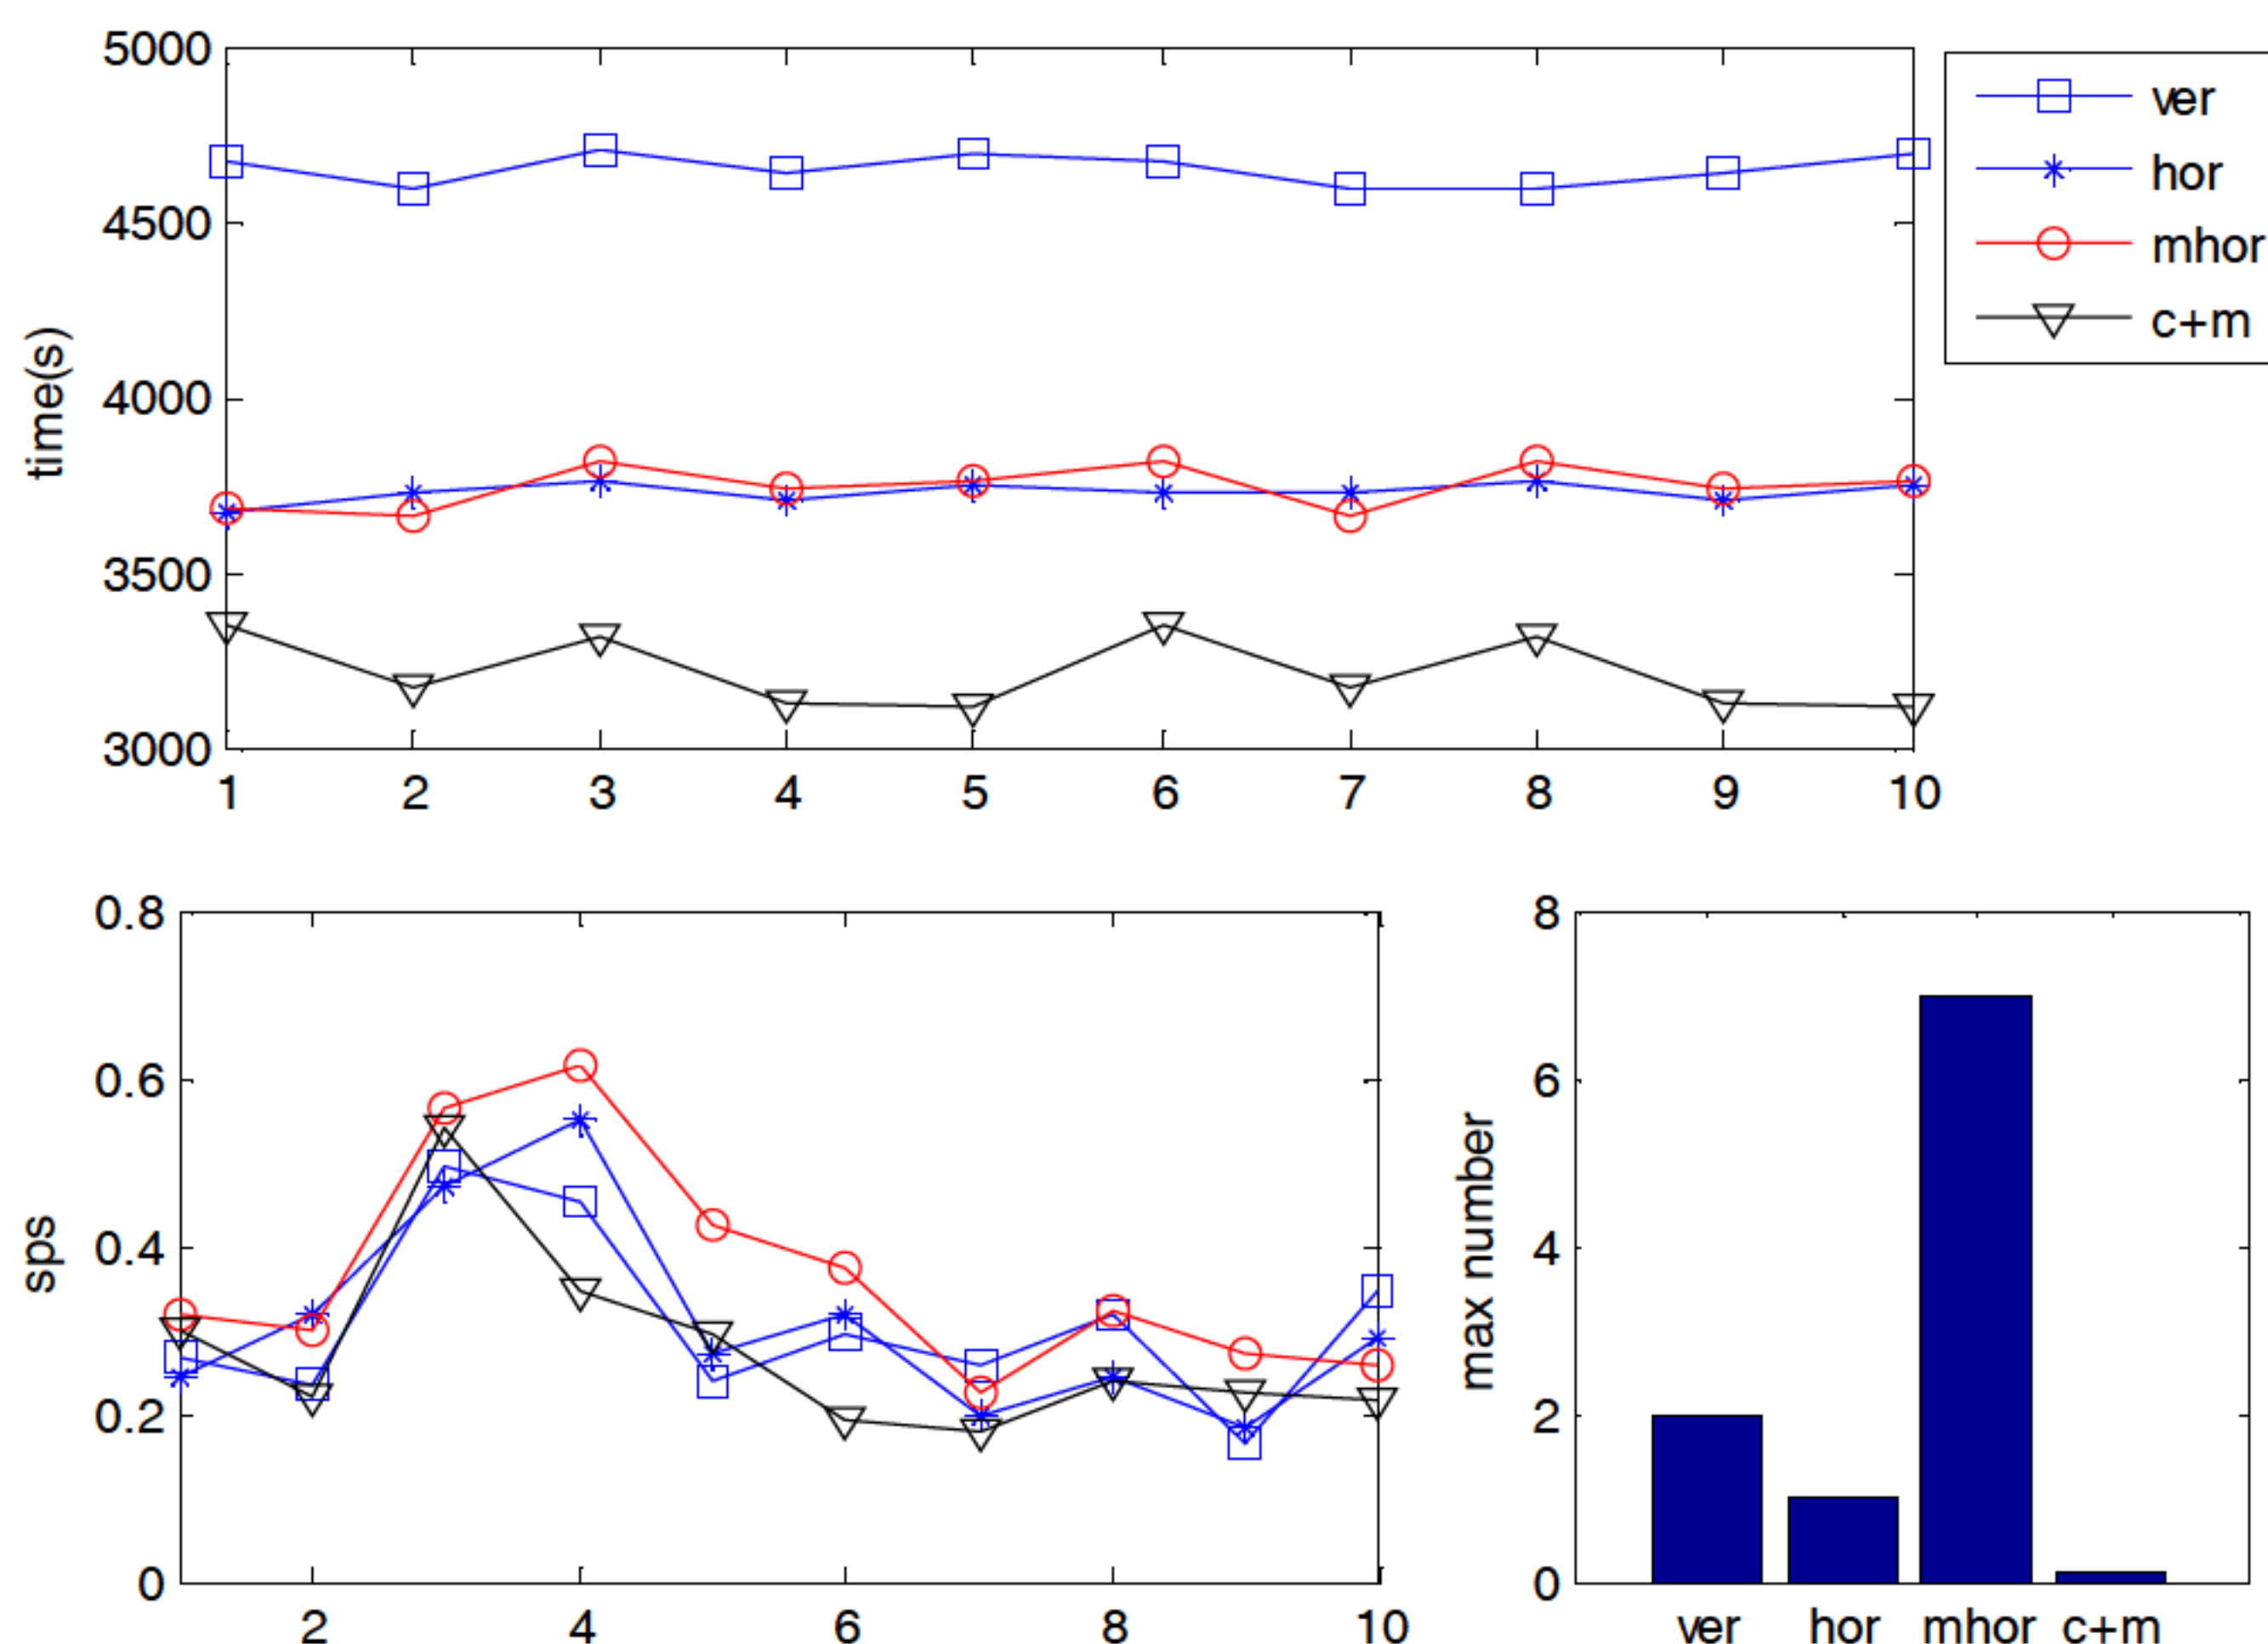 5000
4500
4000
3500
3000
time(s)
1 2 3 4 5 6 7 8 9 10
ver
hor
mhor
c+m
0.8
0.6
0.4
0.2
0
sps
2 4 6 8 10
8
6
4
2
0
max number
ver hor mhor c+m